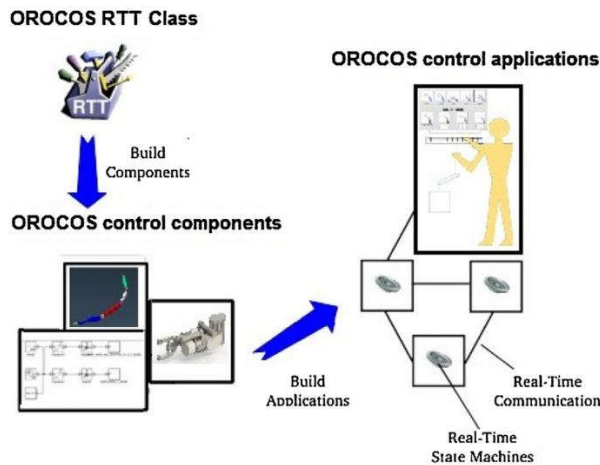 OROCOS RTT Class
RTT
Build
Components
OROCOS control components
Build
Applications
OROCOS control applications
Real-Time
Communication
Real-Time
State Machines